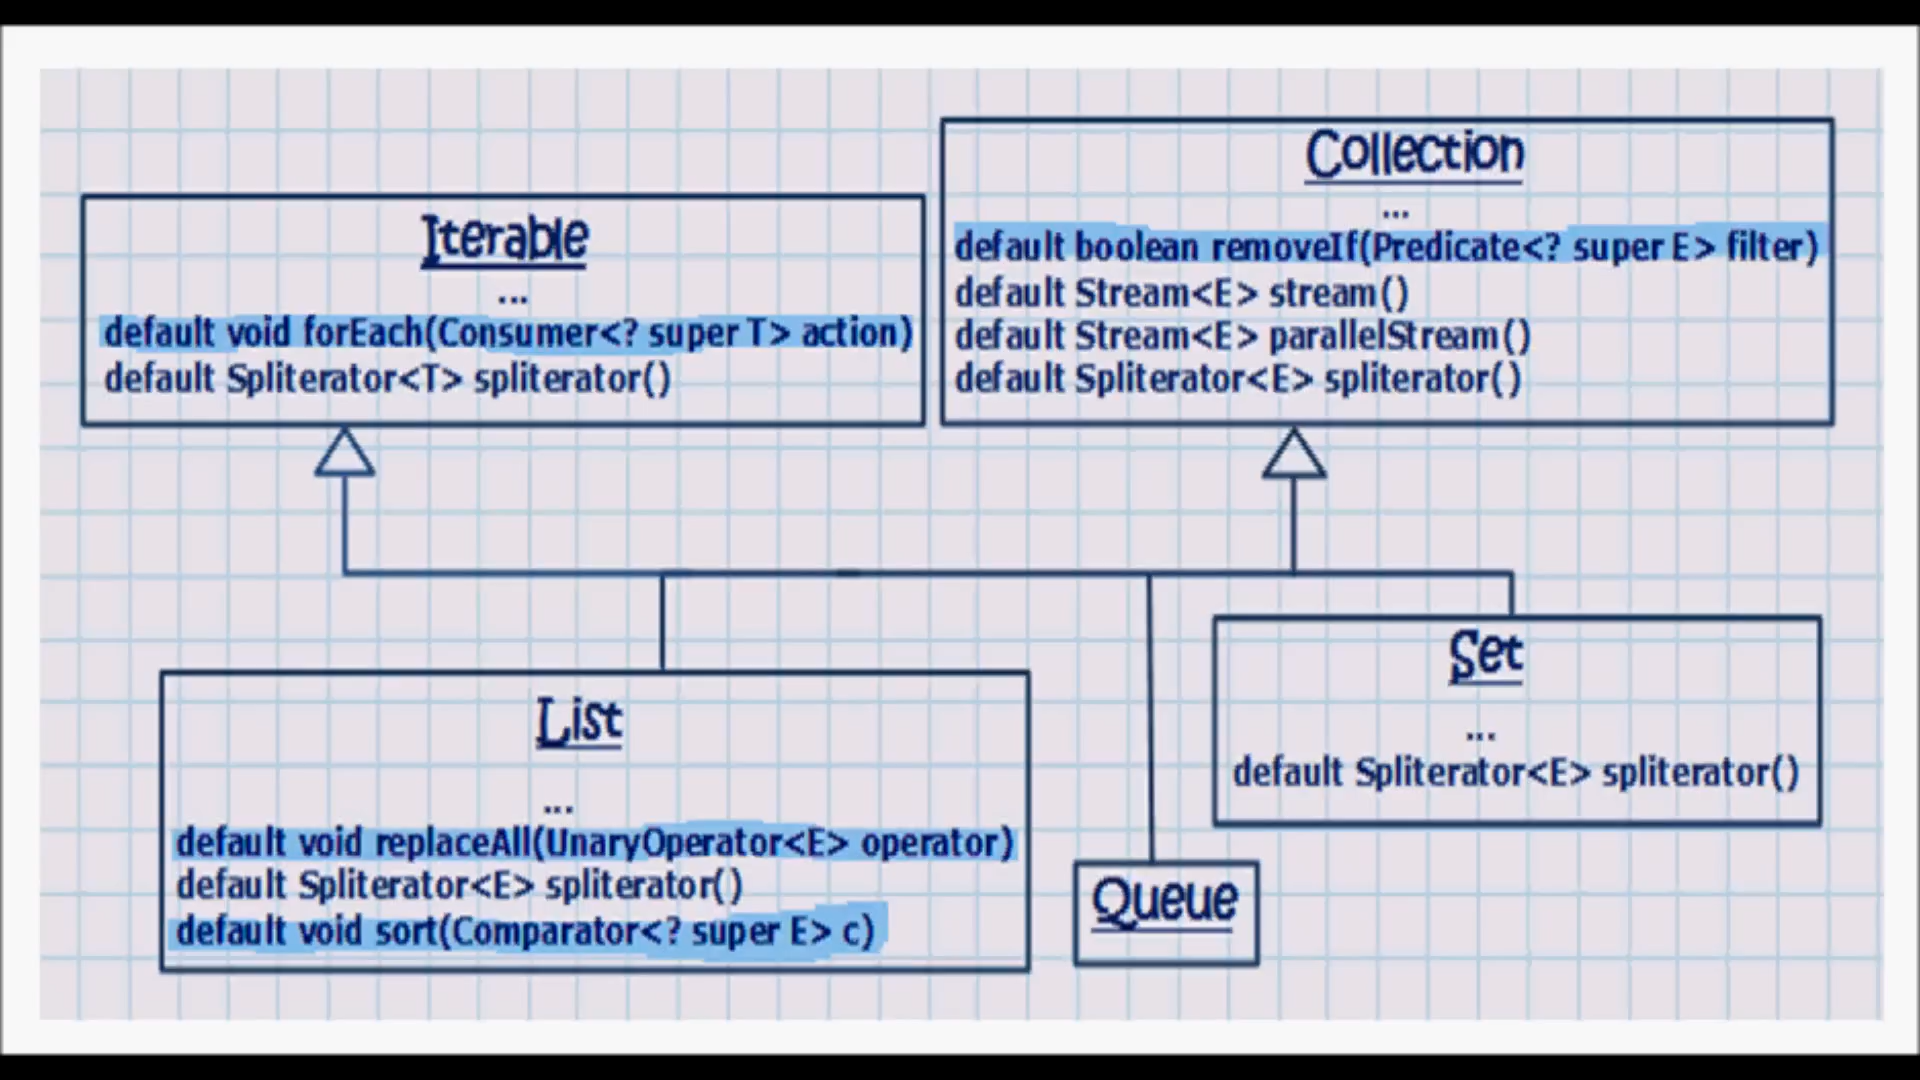 Iterable
...
default void forEach(Consumer<? super T> action)
default Spliterator<T> spliterator()
Collection
...
default boolean removeIf(Predicate<? super E> filter)
default Stream<E> stream()
default Stream<E> parallelStream()
default Spliterator<E> spliterator()
List
...
default void replaceAll(UnaryOperator<E> operator)
default Spliterator<E> spliterator()
default void sort(Comparator<? super E> c)
Queue
Set
...
default Spliterator<E> spliterator()